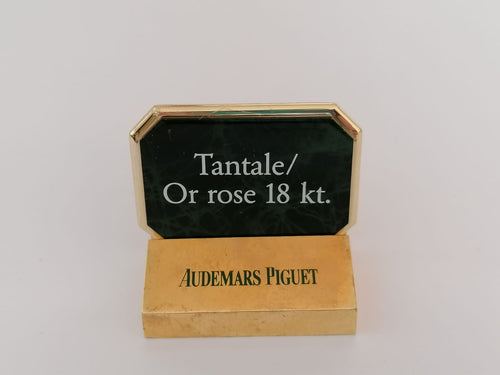 Tantale/
Or rose 18 kt.
AUDEMARS PIGUET